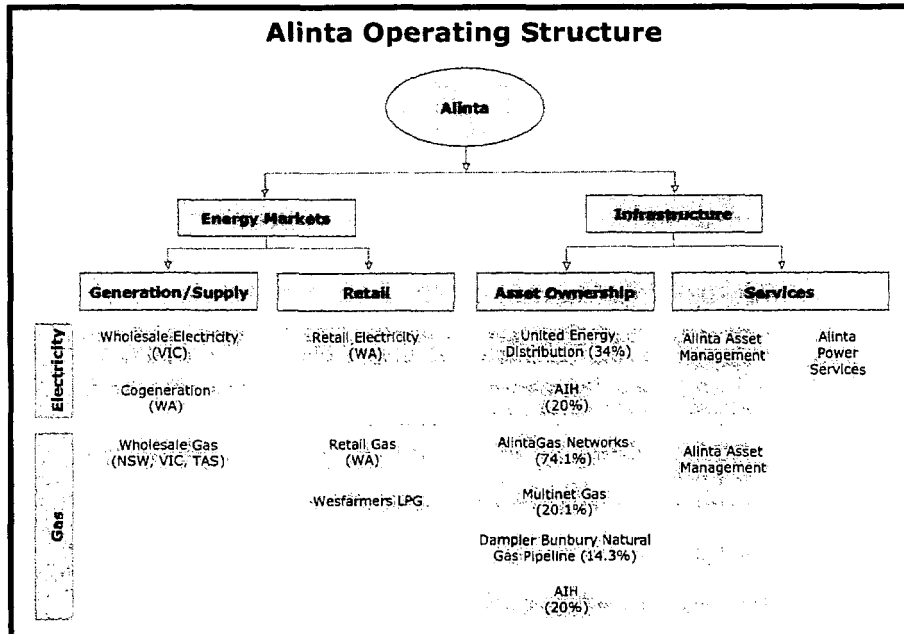 Alinta Operating Structure
Alinta
Energy Markets
Infrastructure
Generation/Supply
Retail
Asset Ownership
Services
Electricity
Wholesale Electricity
(VIC)
Cogeneration
(WA)
Retail Electricity
(WA)
United Energy
Distribution (34%)
AIH
(20%)
Alinta Asset
Management
Alinta
Power
Services
Gas
Wholesale Gas
(NSW, VIC, TAS)
Retail Gas
(WA)
Wesfarmers LPG
AlintaGas Networks
(74.1%)
Multinet Gas
(20.1%)
Dampier Bunbury Natural
Gas Pipeline (14.3%)
AIH
(20%)
Alinta Asset
Management